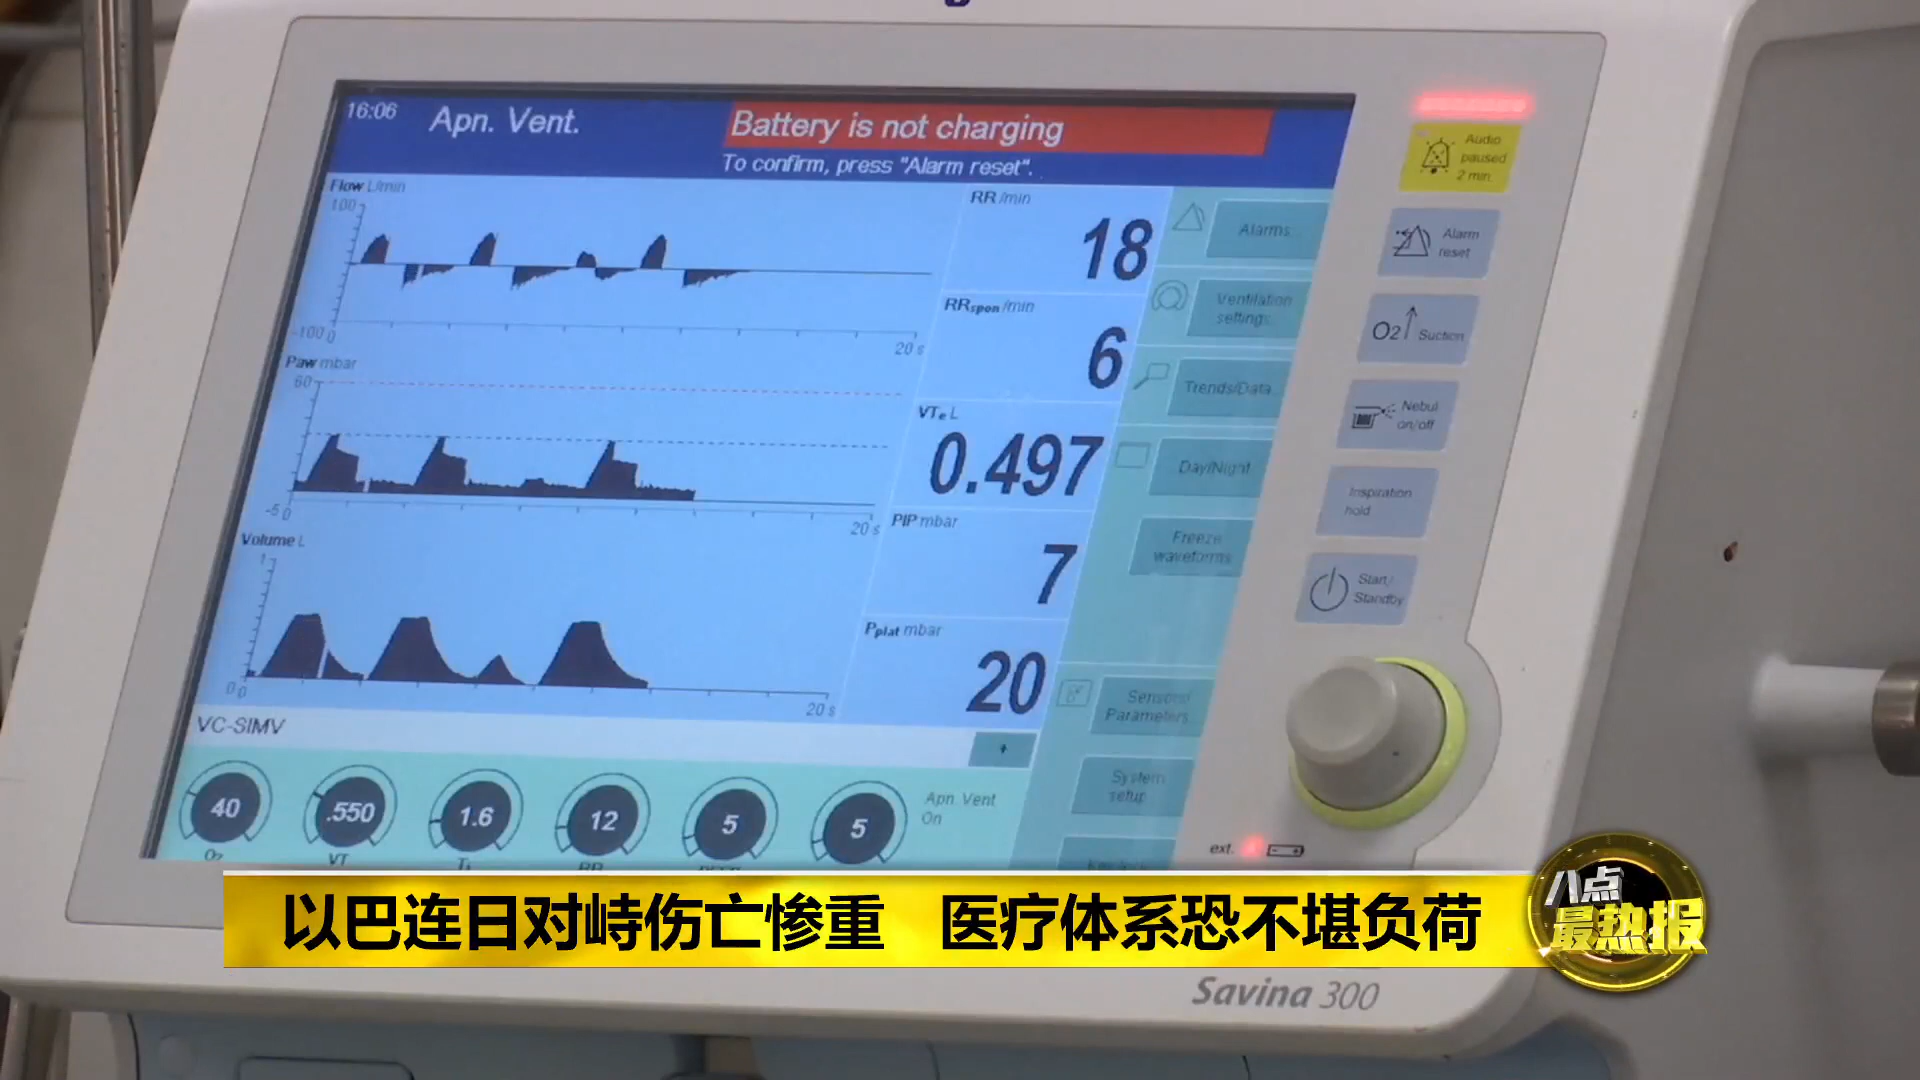 16:06
Apn. Vent.
Battery is not charging
To confirm, press "Alarm reset".
Audio paused 2 min.
Flow L/min
100
-100
0
20 s
RR /min
18
Alarms
Alarm reset
RRspon /min
6
Ventilation settings
O2 Suction
Paw mbar
60
-5
0
20 s
VTe L
0.497
Trends/Data
Nebul on/off
Day/Night
Inspiration hold
PIP mbar
7
Freeze waveforms
Start/ Standby
Volume L
1
0
0
20 s
Pplat mbar
20
Sensors/ Parameters
VC-SIMV
System setup
40
.550
1.6
12
5
5
Apn. Vent On
O2
VT
Ti
RR
ext.
以巴连日对峙伤亡惨重 医疗体系恐不堪负荷
八点最热报
Savina 300